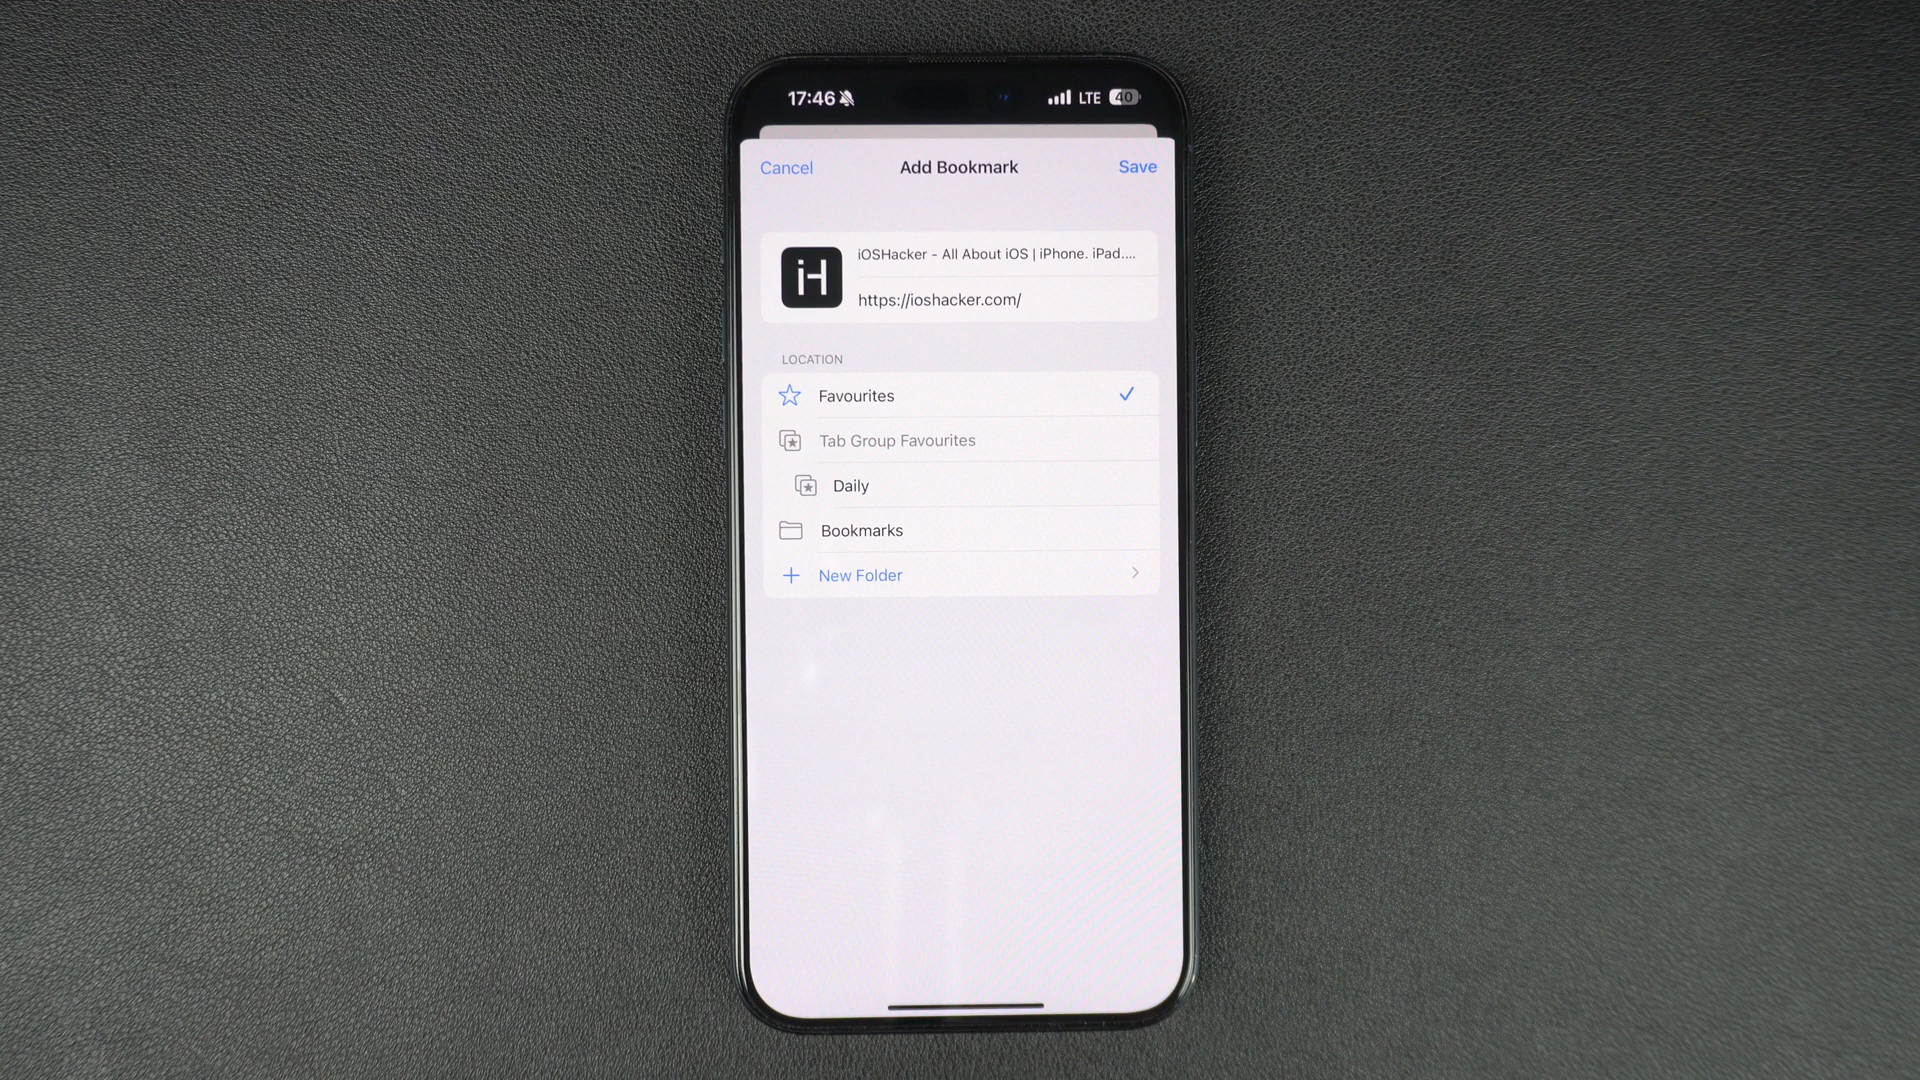 17:46 LTE 40
Cancel Add Bookmark Save
iH
iOSHacker - All About iOS | iPhone. iPad....
https://ioshacker.com/
LOCATION
Favourites
Tab Group Favourites
Daily
Bookmarks
New Folder